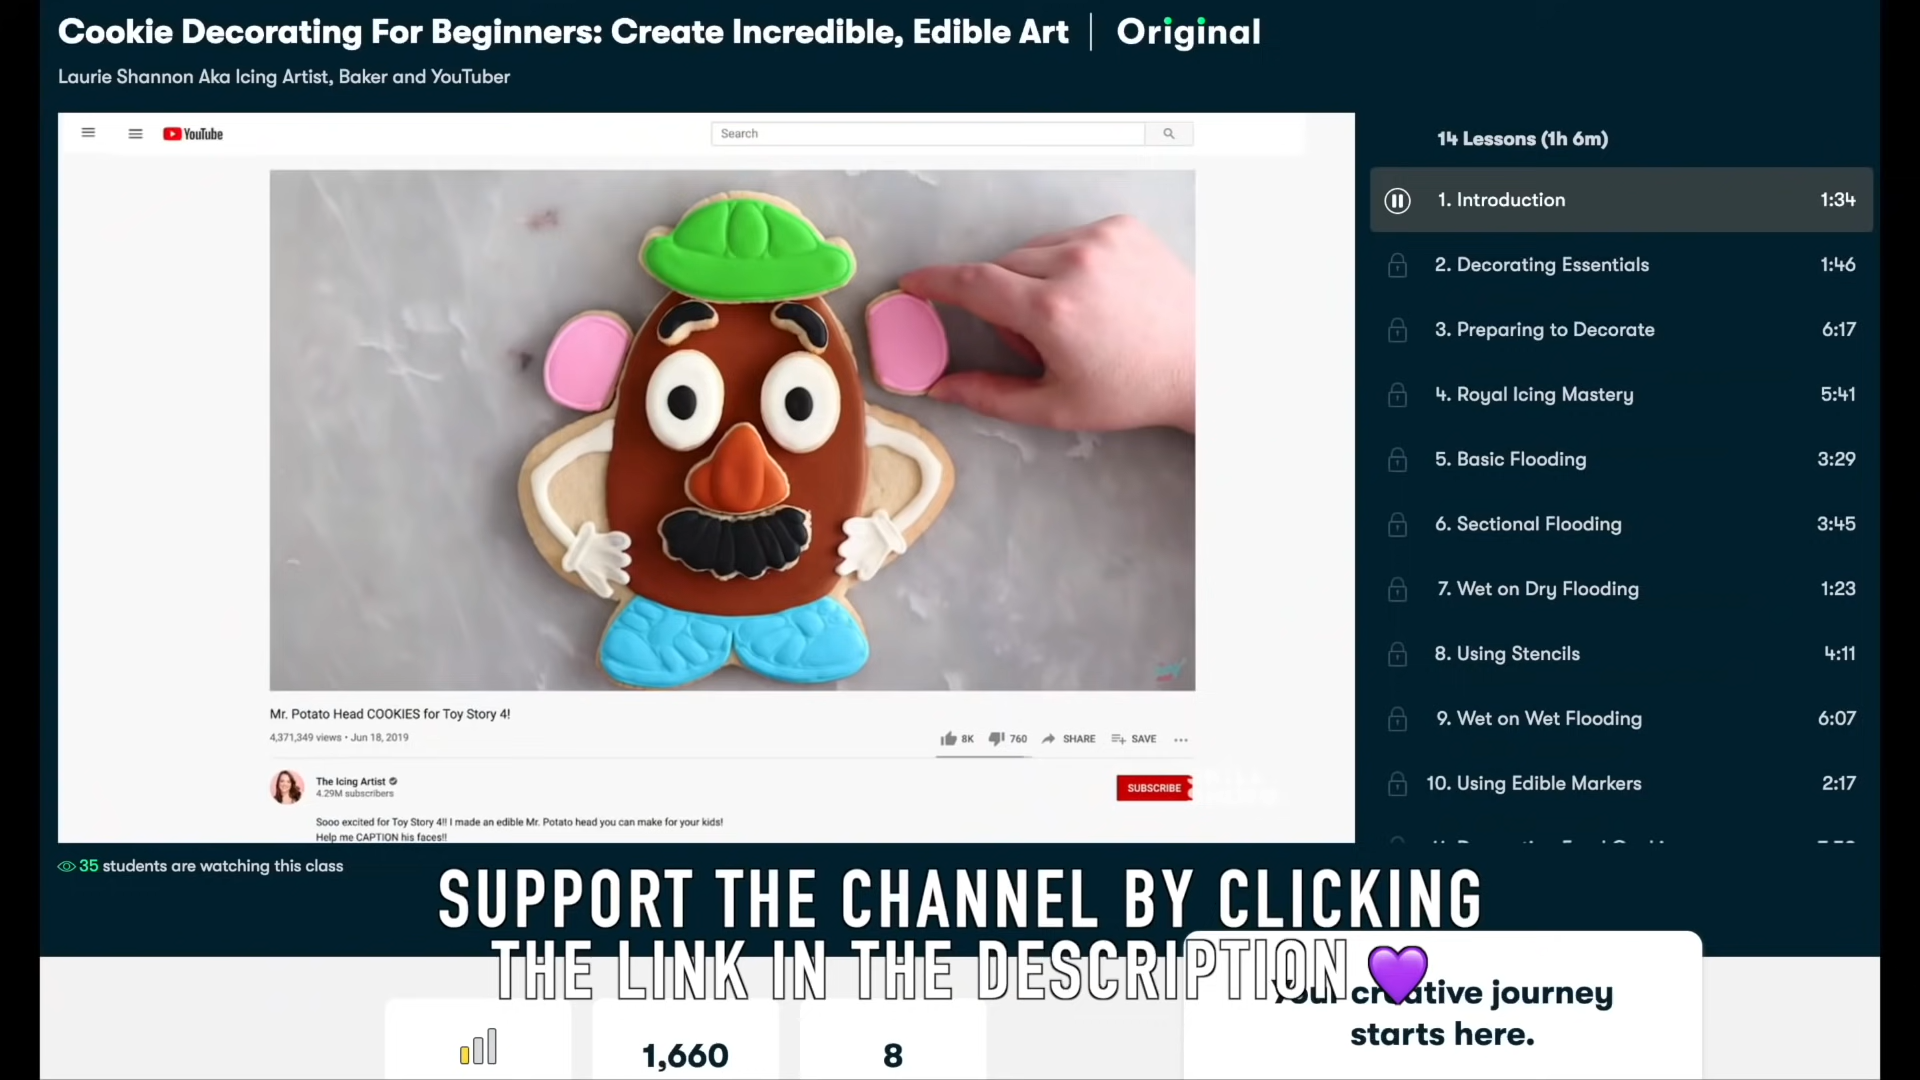 Cookie Decorating For Beginners: Create Incredible, Edible Art | Original
Laurie Shannon Aka Icing Artist, Baker and YouTuber
YouTube
Search
14 Lessons (1h 6m)
1. Introduction 1:34
2. Decorating Essentials 1:46
3. Preparing to Decorate 6:17
4. Royal Icing Mastery 5:41
5. Basic Flooding 3:29
6. Sectional Flooding 3:45
7. Wet on Dry Flooding 1:23
8. Using Stencils 4:11
9. Wet on Wet Flooding 6:07
10. Using Edible Markers 2:17
Mr. Potato Head COOKIES for Toy Story 4!
4,371,349 views • Jun 18, 2019
8K 760 SHARE SAVE
The Icing Artist
4.29M subscribers
SUBSCRIBE
Sooo excited for Toy Story 4!! I made an edible Mr. Potato head you can make for your kids!
Help me CAPTION his faces!!
35 students are watching this class
SUPPORT THE CHANNEL BY CLICKING
THE LINK IN THE DESCRIPTION 💜
Your creative journey
starts here.
1,660
8